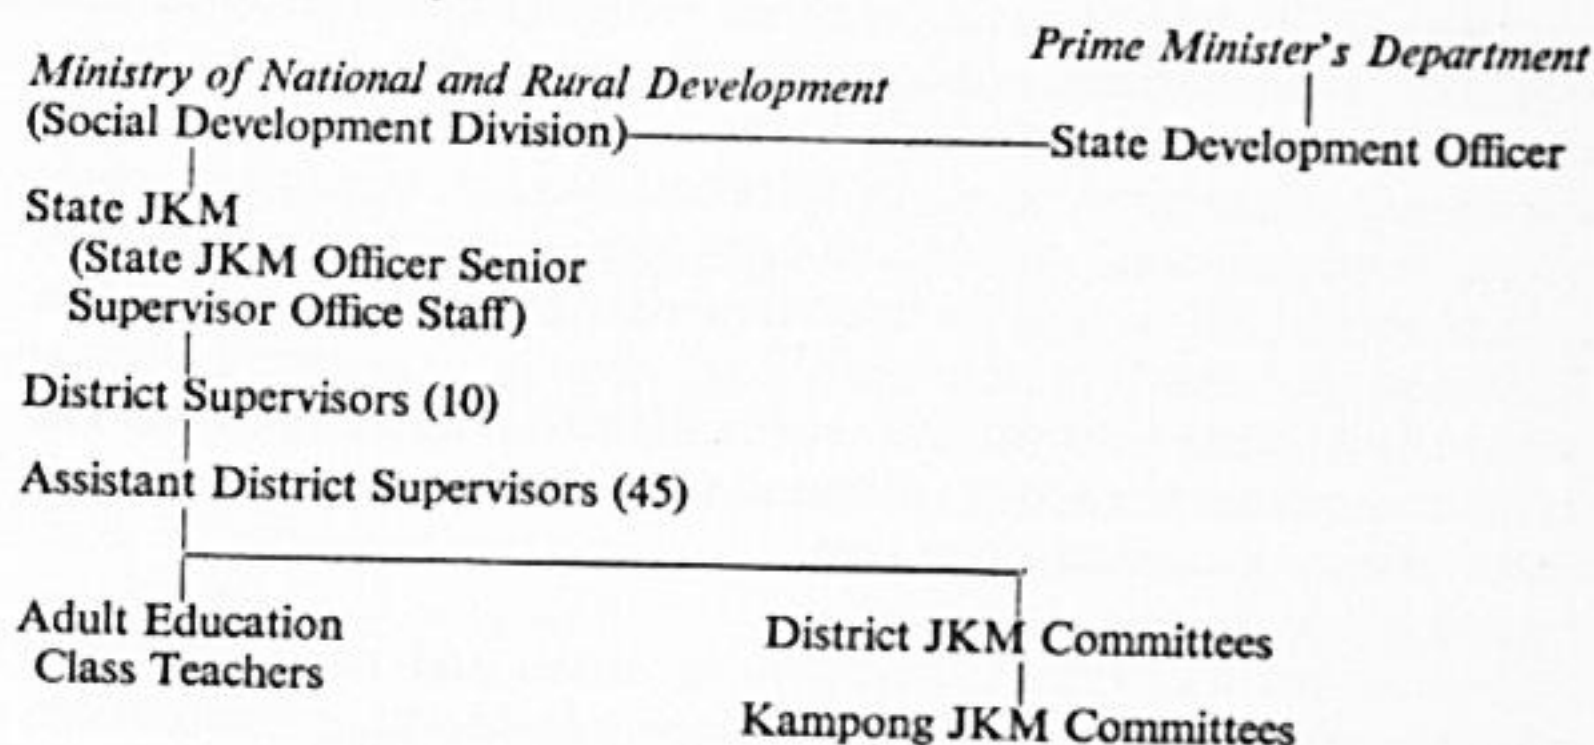 Prime Minister's Department
Ministry of National and Rural Development
(Social Development Division)
State Development Officer
State JKM
(State JKM Officer Senior
Supervisor Office Staff)
District Supervisors (10)
Assistant District Supervisors (45)
Adult Education
Class Teachers
District JKM Committees
Kampong JKM Committees